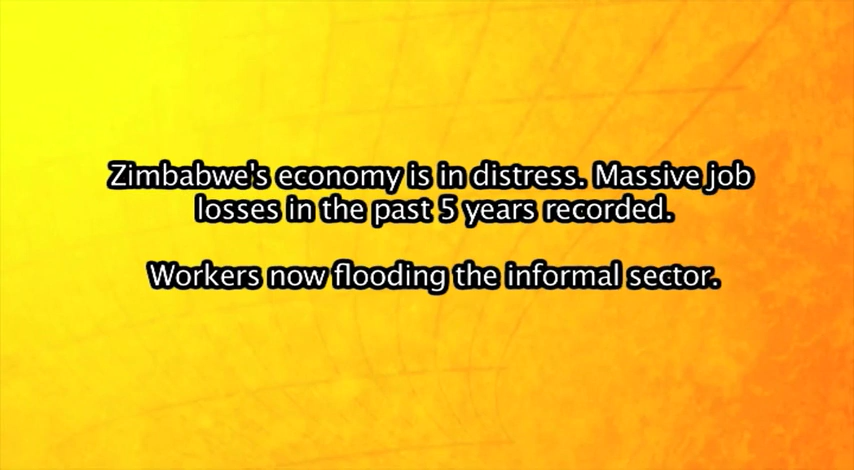 Zimbabwe's economy is in distress. Massive job
losses in the past 5 years recorded.
Workers now flooding the informal sector.